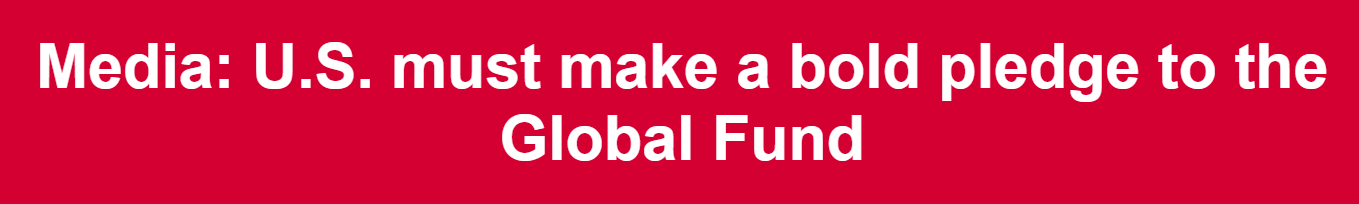 Media: U.S. must make a bold pledge to the
Global Fund